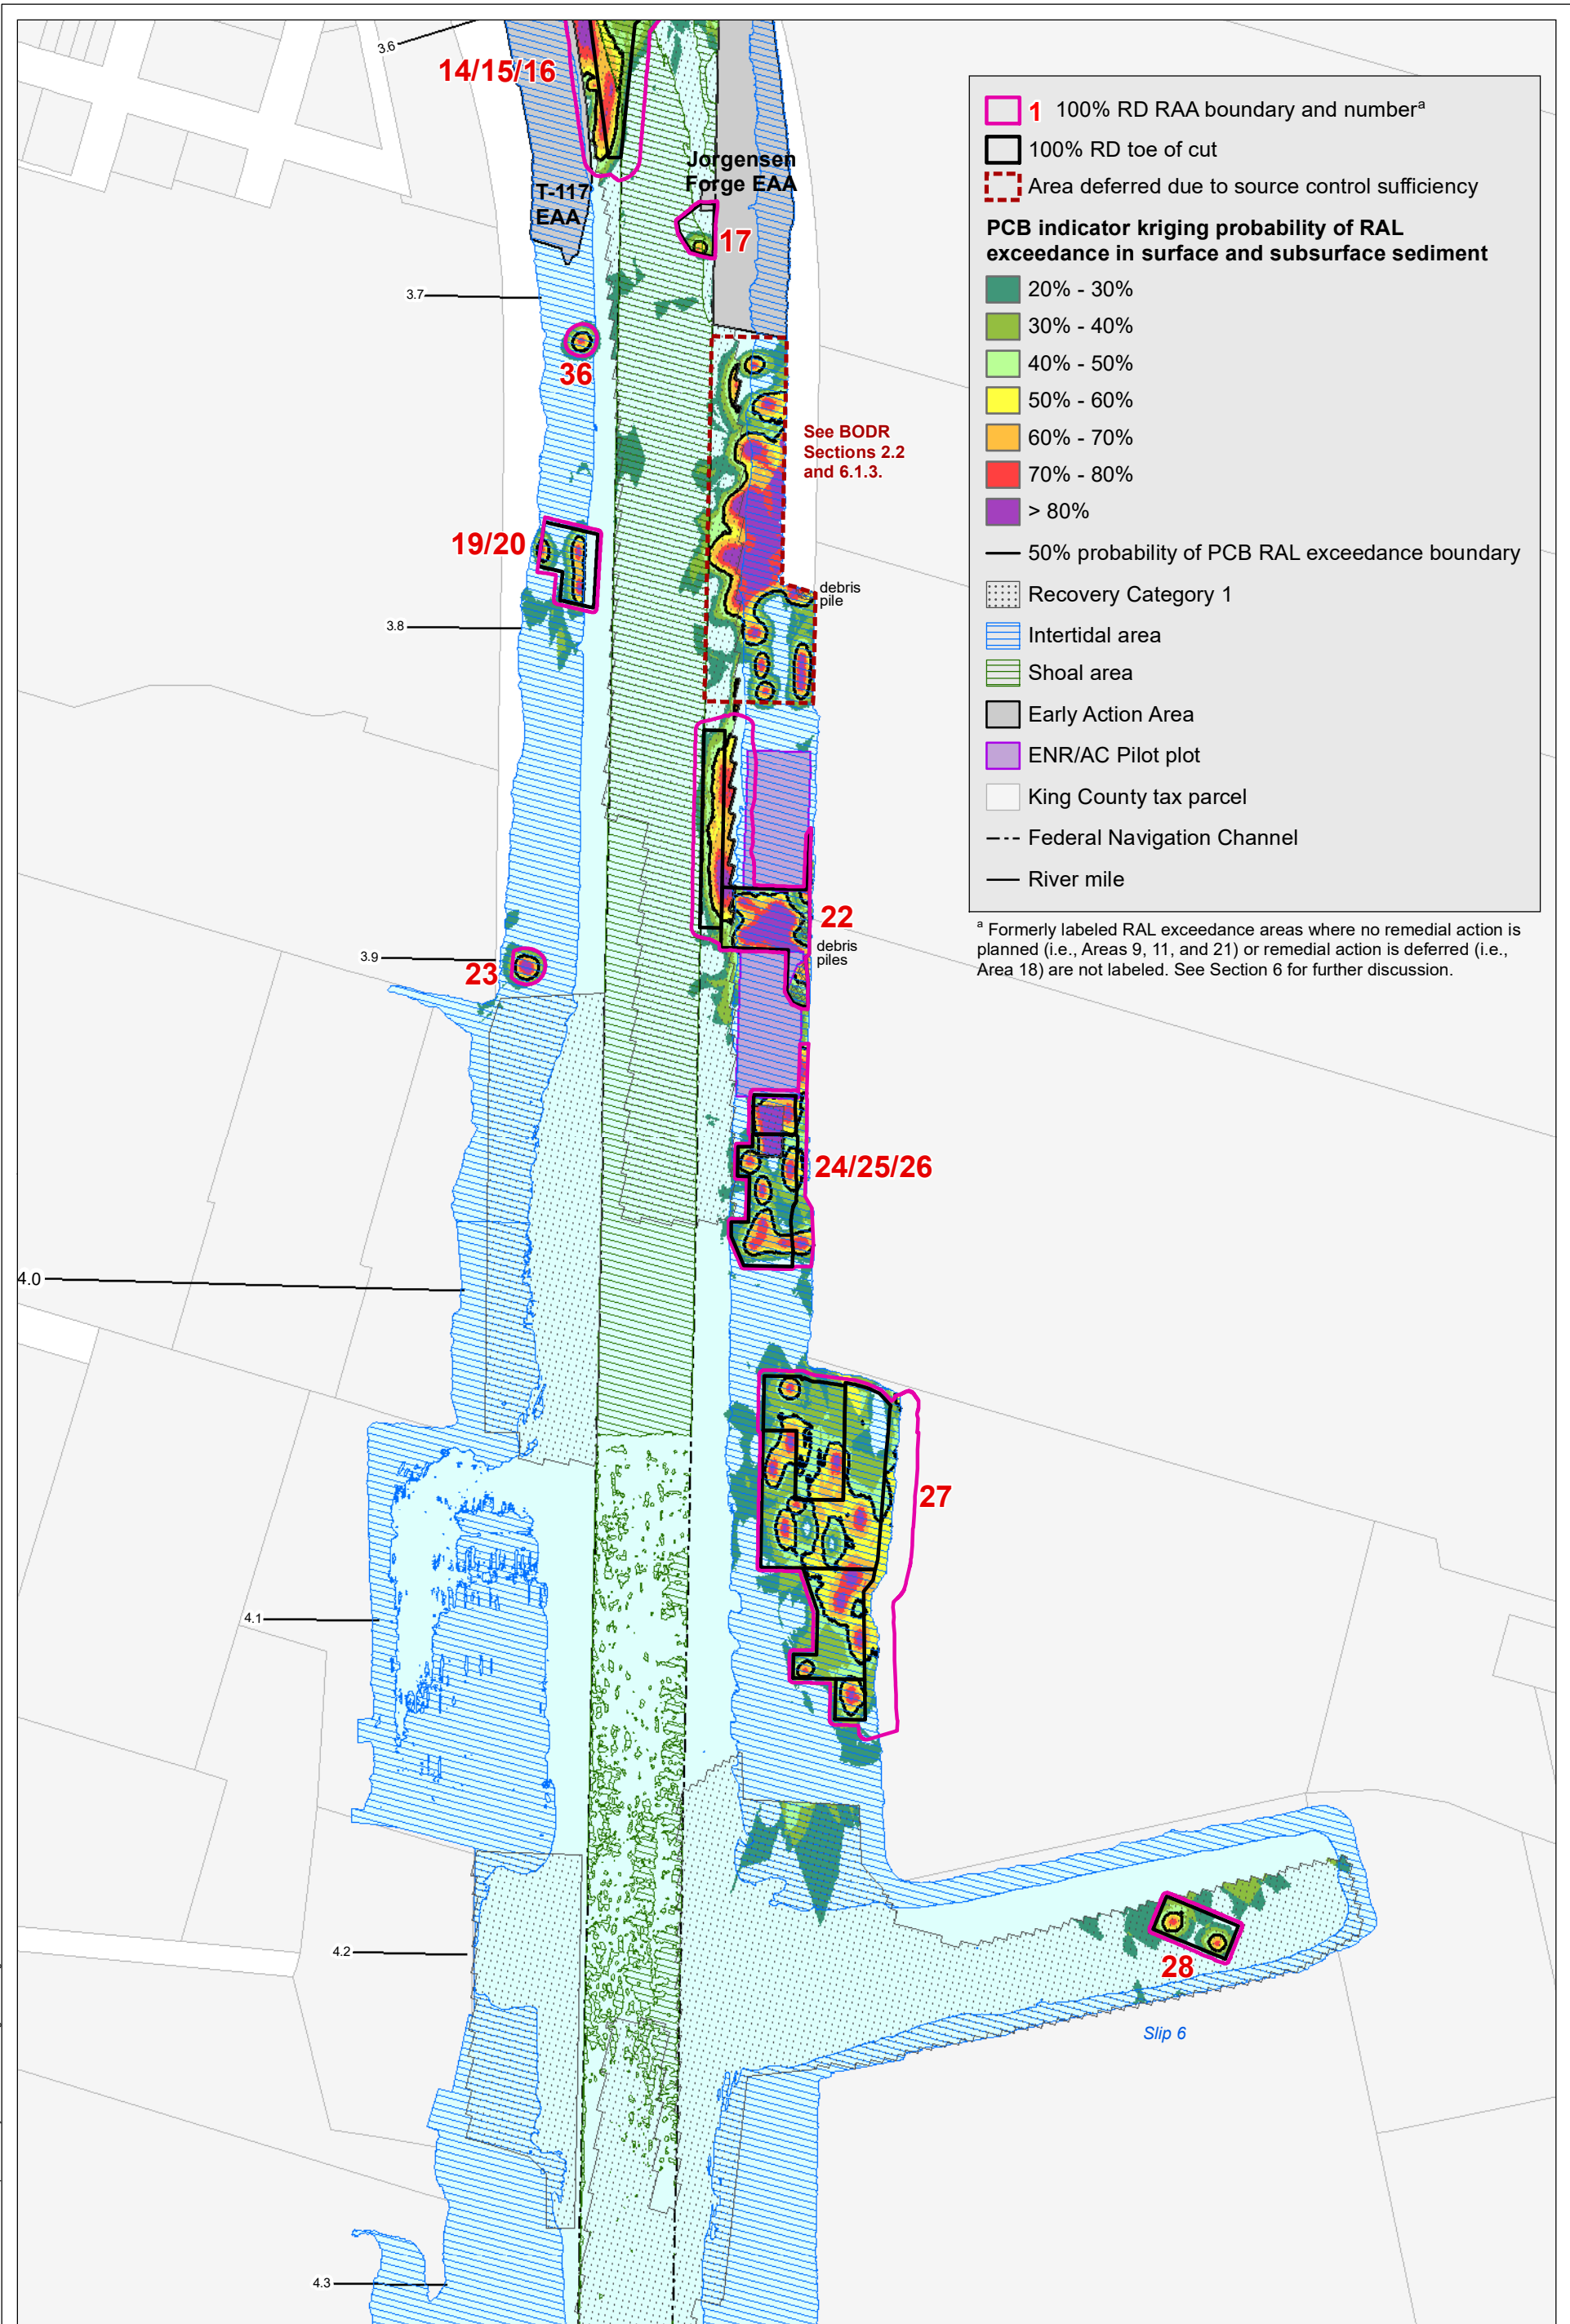 3.6
14/15/16
Jorgensen
Forge EAA
T-117
EAA
17
3.7
36
See BODR
Sections 2.2
and 6.1.3.
19/20
debris
pile
3.8
22
debris
piles
3.9
23
24/25/26
4.0
27
4.1
4.2
28
Slip 6
4.3
1 100% RD RAA boundary and numberᵃ
100% RD toe of cut
Area deferred due to source control sufficiency
PCB indicator kriging probability of RAL
exceedance in surface and subsurface sediment
20% - 30%
30% - 40%
40% - 50%
50% - 60%
60% - 70%
70% - 80%
> 80%
50% probability of PCB RAL exceedance boundary
Recovery Category 1
Intertidal area
Shoal area
Early Action Area
ENR/AC Pilot plot
King County tax parcel
Federal Navigation Channel
River mile
ᵃ Formerly labeled RAL exceedance areas where no remedial action is
planned (i.e., Areas 9, 11, and 21) or remedial action is deferred (i.e.,
Area 18) are not labeled. See Section 6 for further discussion.